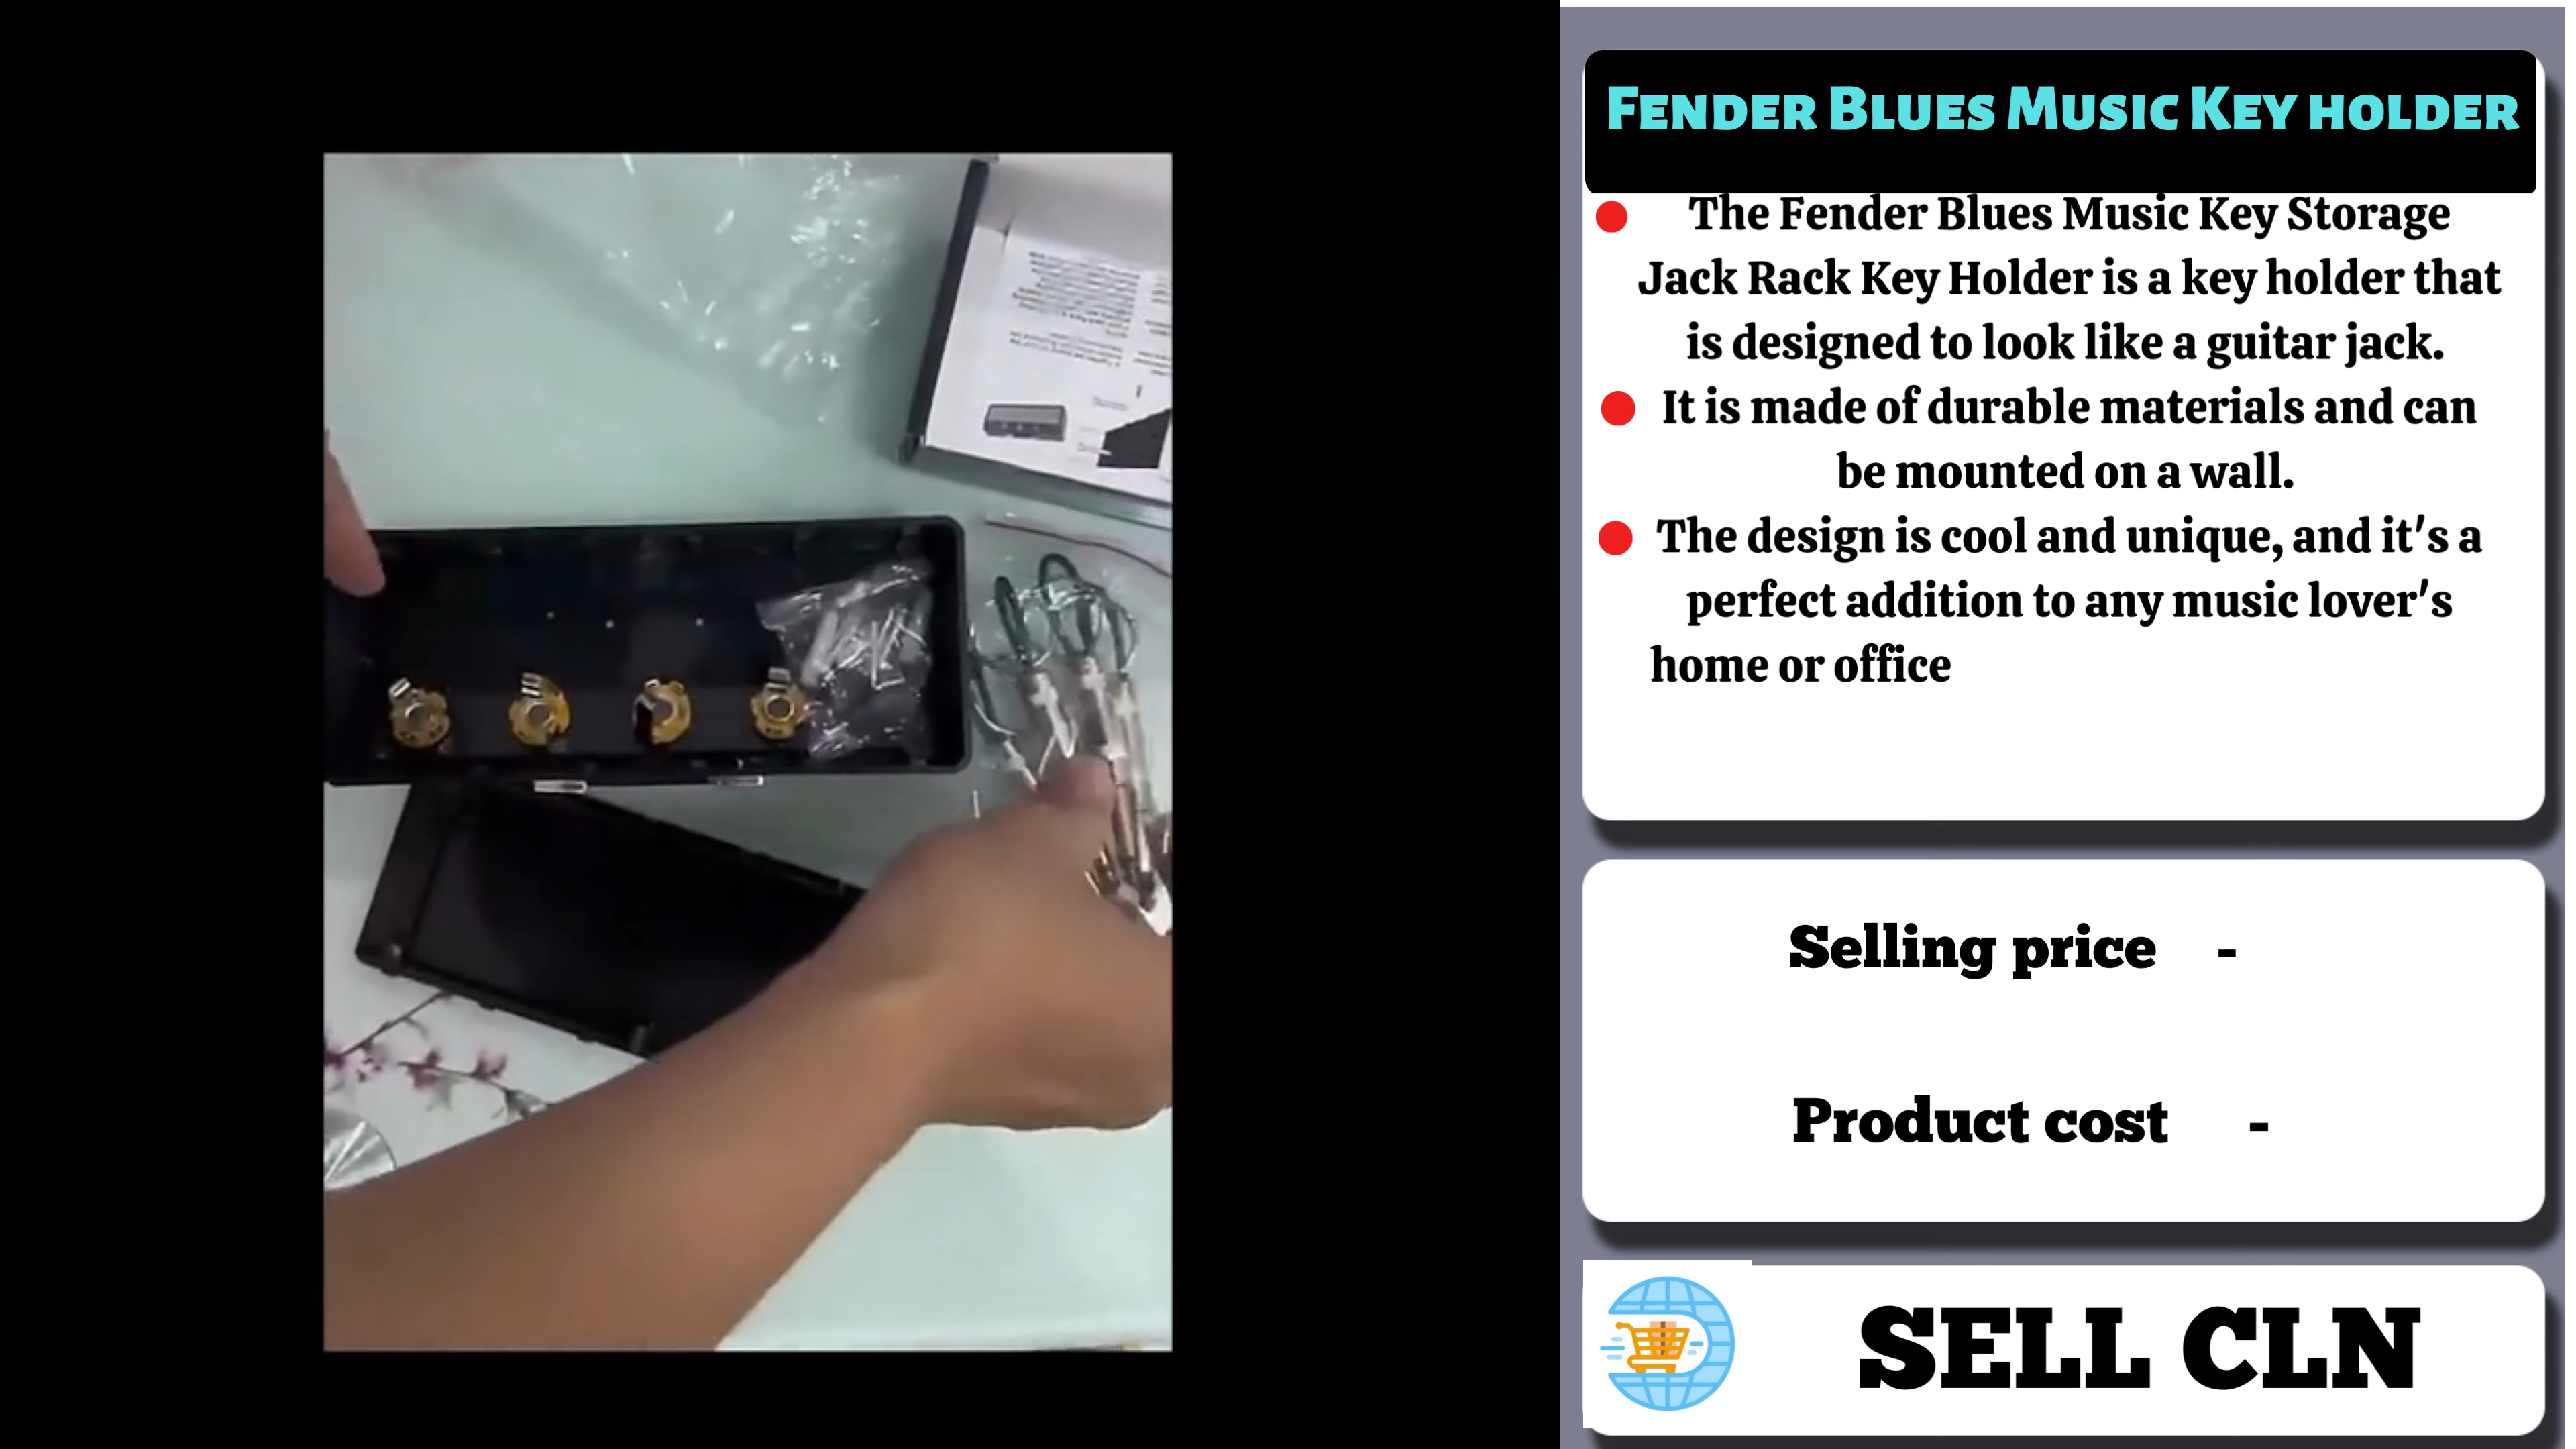 FENDER BLUES MUSIC KEY HOLDER
The Fender Blues Music Key Storage
Jack Rack Key Holder is a key holder that
is designed to look like a guitar jack.
It is made of durable materials and can
be mounted on a wall.
The design is cool and unique, and it's a
perfect addition to any music lover's
home or office
Selling price -
Product cost -
SELL CLN